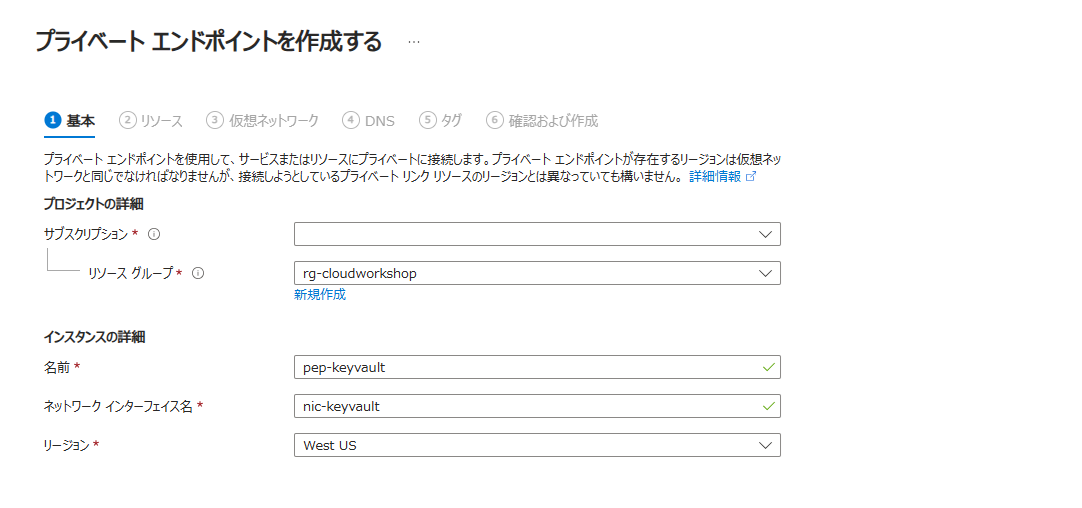 プライベート エンドポイントを作成する …
1 基本 2 リソース 3 仮想ネットワーク 4 DNS 5 タグ 6 確認および作成
プライベート エンドポイントを使用して、サービスまたはリソースにプライベートに接続します。プライベート エンドポイントが存在するリージョンは仮想ネッ
トワークと同じでなければなりませんが、接続しようとしているプライベート リンク リソースのリージョンとは異なっていても構いません。 詳細情報
プロジェクトの詳細
サブスクリプション *
リソース グループ * rg-cloudworkshop
新規作成
インスタンスの詳細
名前 * pep-keyvault
ネットワーク インターフェイス名 * nic-keyvault
リージョン * West US